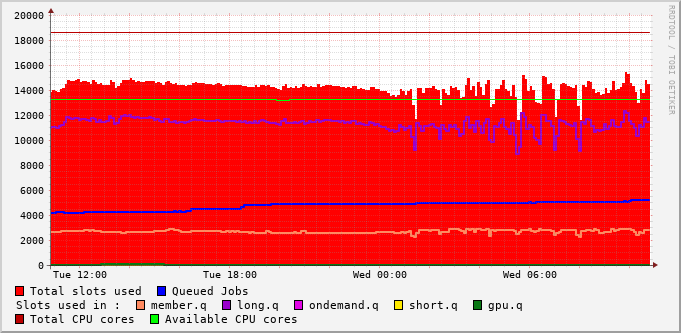 20000
18000
16000
14000
12000
10000
8000
6000
4000
2000
0
Tue 12:00 Tue 18:00 Wed 00:00 Wed 06:00
RRDTOOL / TOBI OETIKER
Total slots used Queued Jobs
Slots used in : member.q long.q ondemand.q short.q gpu.q
Total CPU cores Available CPU cores